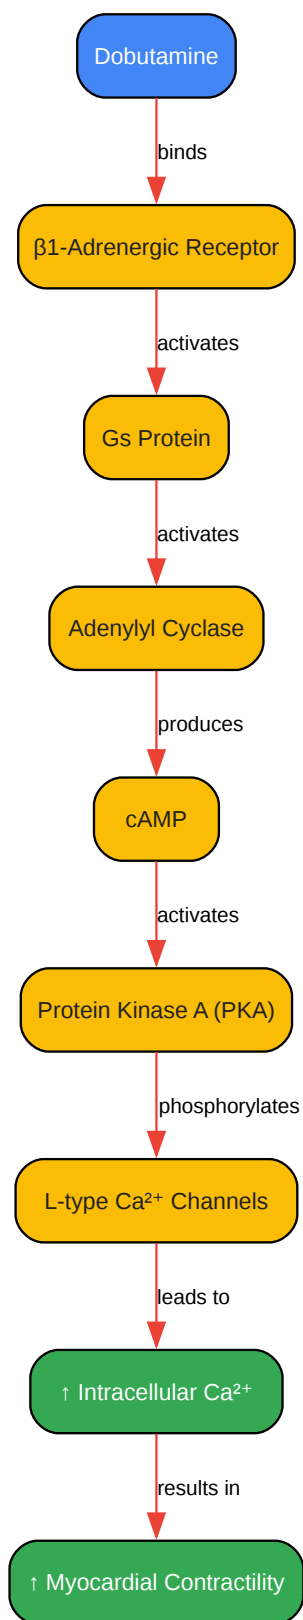 Dobutamine
binds
β1-Adrenergic Receptor
activates
Gs Protein
activates
Adenylyl Cyclase
produces
cAMP
activates
Protein Kinase A (PKA)
phosphorylates
L-type Ca²⁺ Channels
leads to
↑ Intracellular Ca²⁺
results in
↑ Myocardial Contractility